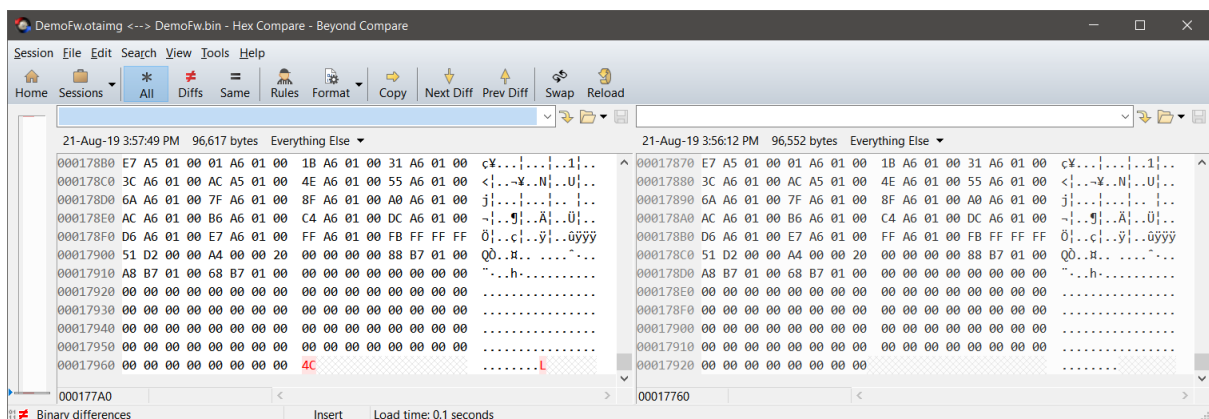 DemoFw.otaimg <--> DemoFw.bin - Hex Compare - Beyond Compare
Session File Edit Search View Tools Help
Home Sessions All Diffs Same Rules Format Copy Next Diff Prev Diff Swap Reload
21-Aug-19 3:57:49 PM 96,617 bytes Everything Else 21-Aug-19 3:56:12 PM 96,552 bytes Everything Else
000178B0 E7 A5 01 00 01 A6 01 00 1B A6 01 00 31 A6 01 00 ç¥...¦...¦..1¦.. 00017870 E7 A5 01 00 01 A6 01 00 1B A6 01 00 31 A6 01 00 ç¥...¦...¦..1¦..
000178C0 3C A6 01 00 AC A5 01 00 4E A6 01 00 55 A6 01 00 <¦..¬¥..N¦..U¦.. 00017880 3C A6 01 00 AC A5 01 00 4E A6 01 00 55 A6 01 00 <¦..¬¥..N¦..U¦..
000178D0 6A A6 01 00 7F A6 01 00 8F A6 01 00 A0 A6 01 00 j¦...¦...¦.. ¦.. 00017890 6A A6 01 00 7F A6 01 00 8F A6 01 00 A0 A6 01 00 j¦...¦...¦.. ¦..
000178E0 AC A6 01 00 B6 A6 01 00 C4 A6 01 00 DC A6 01 00 ¬¦..¶¦..Ä¦..Ü¦.. 000178A0 AC A6 01 00 B6 A6 01 00 C4 A6 01 00 DC A6 01 00 ¬¦..¶¦..Ä¦..Ü¦..
000178F0 D6 A6 01 00 E7 A6 01 00 FF A6 01 00 FB FF FF FF Ö¦..ç¦..ÿ¦..ûÿÿÿ 000178B0 D6 A6 01 00 E7 A6 01 00 FF A6 01 00 FB FF FF FF Ö¦..ç¦..ÿ¦..ûÿÿÿ
00017900 51 D2 00 00 A4 00 00 20 00 00 00 00 88 B7 01 00 QÒ..¤.. ....ˆ·.. 000178C0 51 D2 00 00 A4 00 00 20 00 00 00 00 88 B7 01 00 QÒ..¤.. ....ˆ·..
00017910 A8 B7 01 00 68 B7 01 00 00 00 00 00 00 00 00 00 ¨·..h·.......... 000178D0 A8 B7 01 00 68 B7 01 00 00 00 00 00 00 00 00 00 ¨·..h·..........
00017920 00 00 00 00 00 00 00 00 00 00 00 00 00 00 00 00 ................ 000178E0 00 00 00 00 00 00 00 00 00 00 00 00 00 00 00 00 ................
00017930 00 00 00 00 00 00 00 00 00 00 00 00 00 00 00 00 ................ 000178F0 00 00 00 00 00 00 00 00 00 00 00 00 00 00 00 00 ................
00017940 00 00 00 00 00 00 00 00 00 00 00 00 00 00 00 00 ................ 00017900 00 00 00 00 00 00 00 00 00 00 00 00 00 00 00 00 ................
00017950 00 00 00 00 00 00 00 00 00 00 00 00 00 00 00 00 ................ 00017910 00 00 00 00 00 00 00 00 00 00 00 00 00 00 00 00 ................
00017960 00 00 00 00 00 00 00 00 4C ........L 00017920 00 00 00 00 00 00 00 00 ........
000177A0 00017760
Binary differences Insert Load time: 0.1 seconds